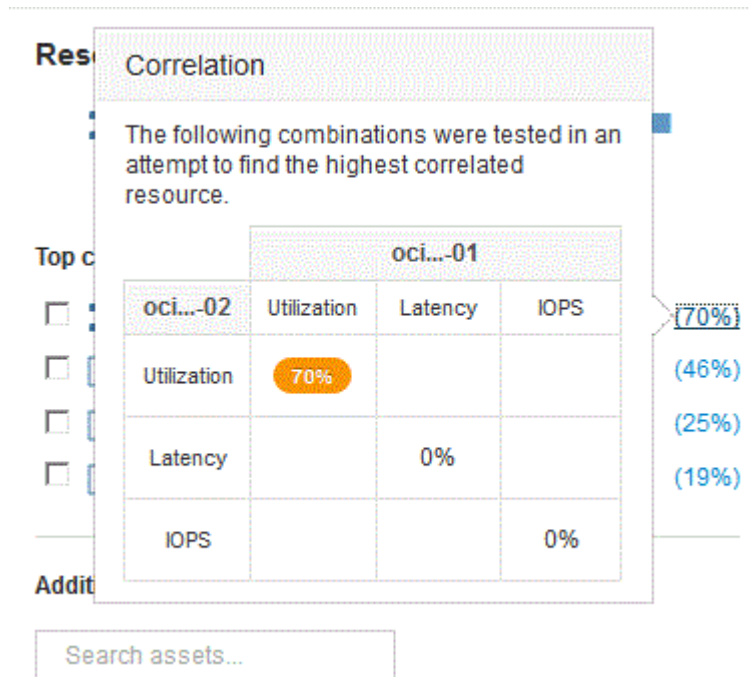 Res
Correlation
The following combinations were tested in an
attempt to find the highest correlated
resource.
Top c
oci...-01
oci...-02 Utilization Latency IOPS
(70%)
Utilization 70%
(46%)
(25%)
Latency 0%
(19%)
IOPS 0%
Addit
Search assets...